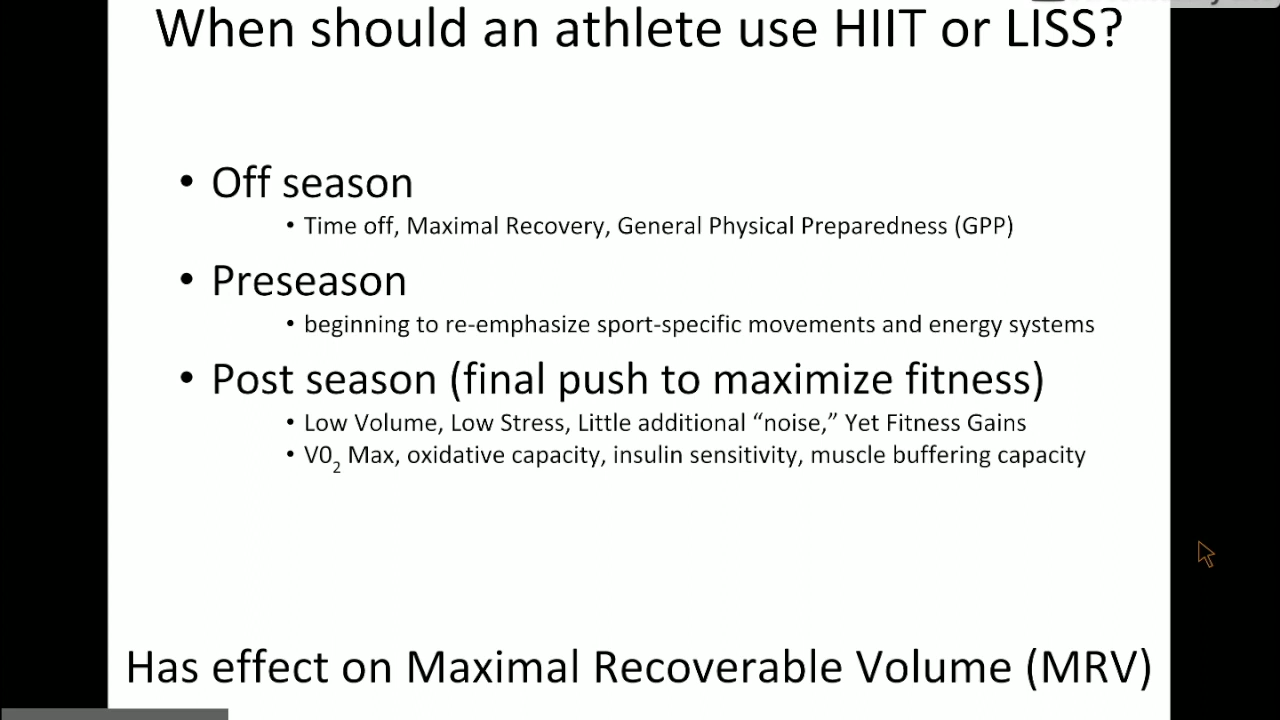 When should an athlete use HIIT or LISS?
• Off season
• Time off, Maximal Recovery, General Physical Preparedness (GPP)
• Preseason
• beginning to re-emphasize sport-specific movements and energy systems
• Post season (final push to maximize fitness)
• Low Volume, Low Stress, Little additional “noise,” Yet Fitness Gains
• V0₂ Max, oxidative capacity, insulin sensitivity, muscle buffering capacity
Has effect on Maximal Recoverable Volume (MRV)